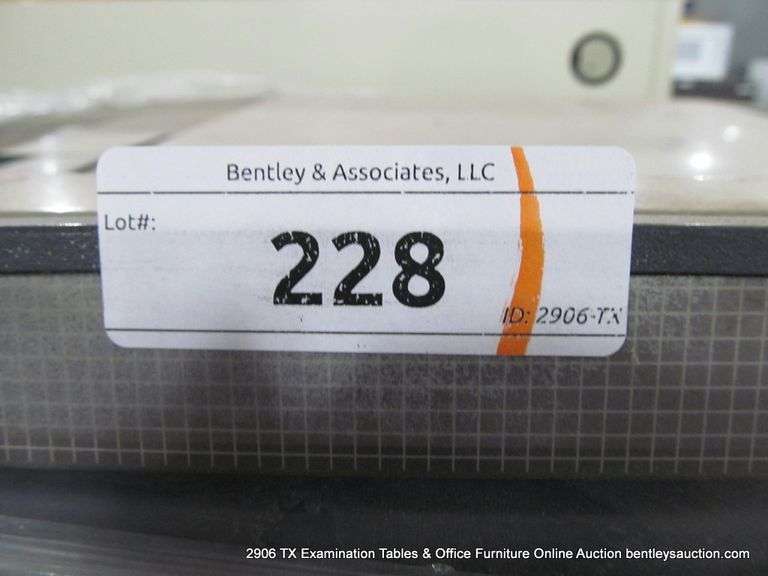 Bentley & Associates, LLC
Lot#:
228
ID: 2906-TX
2906 TX Examination Tables & Office Furniture Online Auction bentleysauction.com